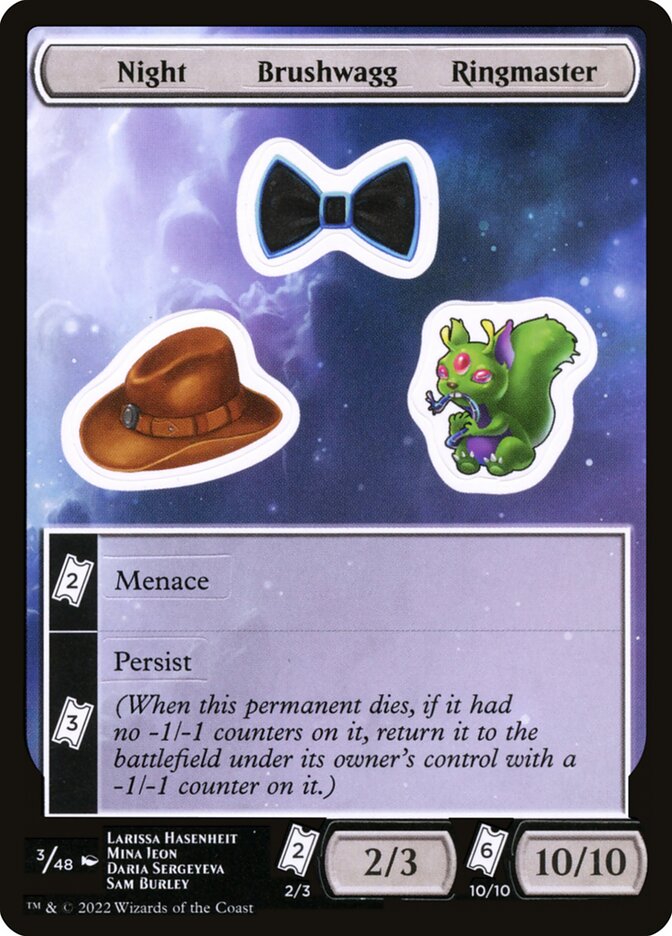 Night Brushwagg Ringmaster
2 Menace
Persist
3 (When this permanent dies, if it had
no -1/-1 counters on it, return it to the
battlefield under its owner's control with a
-1/-1 counter on it.)
3/48
Larissa Hasenheit
Mina Jeon
Daria Sergeyeva
Sam Burley
2 2/3
2/3
6 10/10
10/10
™ & © 2022 Wizards of the Coast